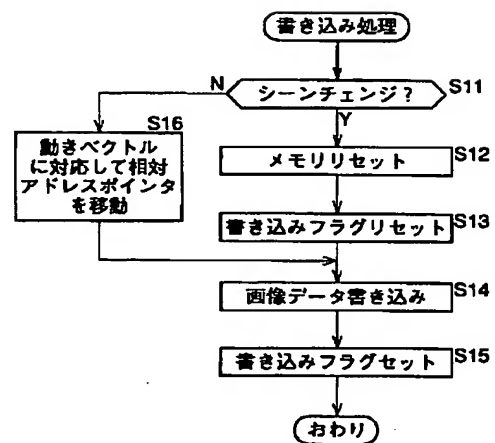 書き込み処理
シーンチェンジ?
S11
N
Y
S16
動きベクトル
に対応して相対
アドレスポインタ
を移動
メモリリセット
S12
書き込みフラグリセット
S13
画像データ書き込み
S14
書き込みフラグセット
S15
おわり